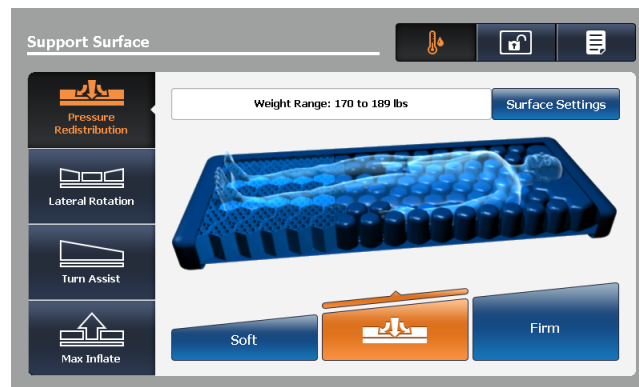 Support Surface
Pressure
Redistribution
Weight Range: 170 to 189 lbs
Surface Settings
Lateral Rotation
Turn Assist
Max Inflate
Soft
Firm